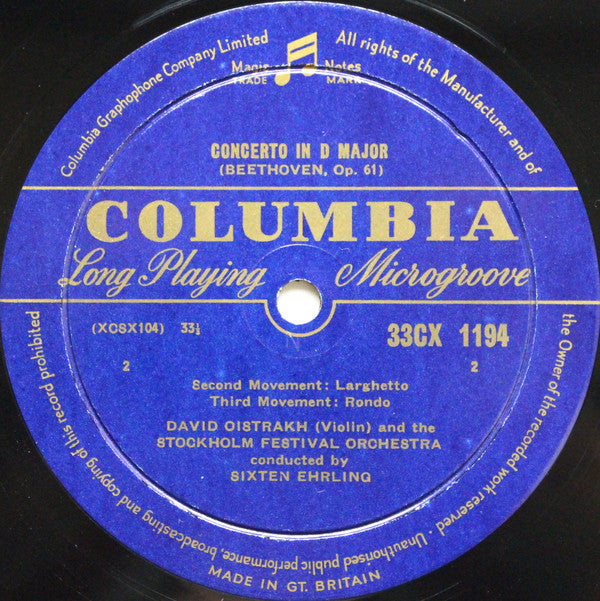 Columbia Graphophone Company Limited
All rights of the Manufacturer and of
the Owner of the recorded work reserved · Unauthorised public performance, broadcasting and copying of this record prohibited
Magic Notes
TRADE MARK
CONCERTO IN D MAJOR
(BEETHOVEN, Op. 61)
COLUMBIA
Long Playing Microgroove
(XCSX104) 33⅓
33CX 1194
2 2
Second Movement: Larghetto
Third Movement: Rondo
DAVID OISTRAKH (Violin) and the
STOCKHOLM FESTIVAL ORCHESTRA
conducted by
SIXTEN EHRLING
MADE IN GT. BRITAIN